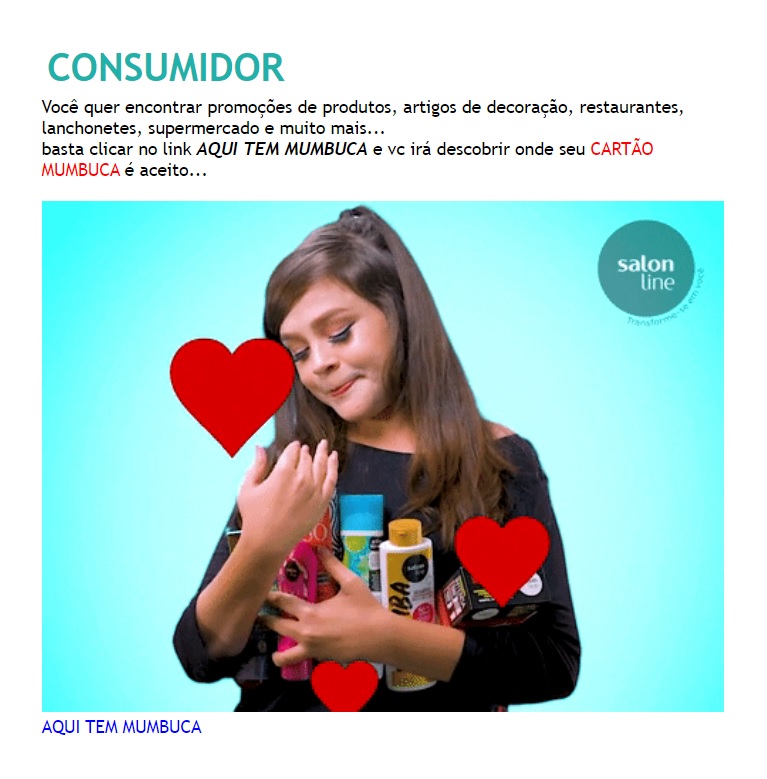 CONSUMIDOR
Você quer encontrar promoções de produtos, artigos de decoração, restaurantes,
lanchonetes, supermercado e muito mais...
basta clicar no link AQUI TEM MUMBUCA e vc irá descobrir onde seu CARTÃO
MUMBUCA é aceito...
salon
line
Transforme-se em você
salon
line
AQUI TEM MUMBUCA